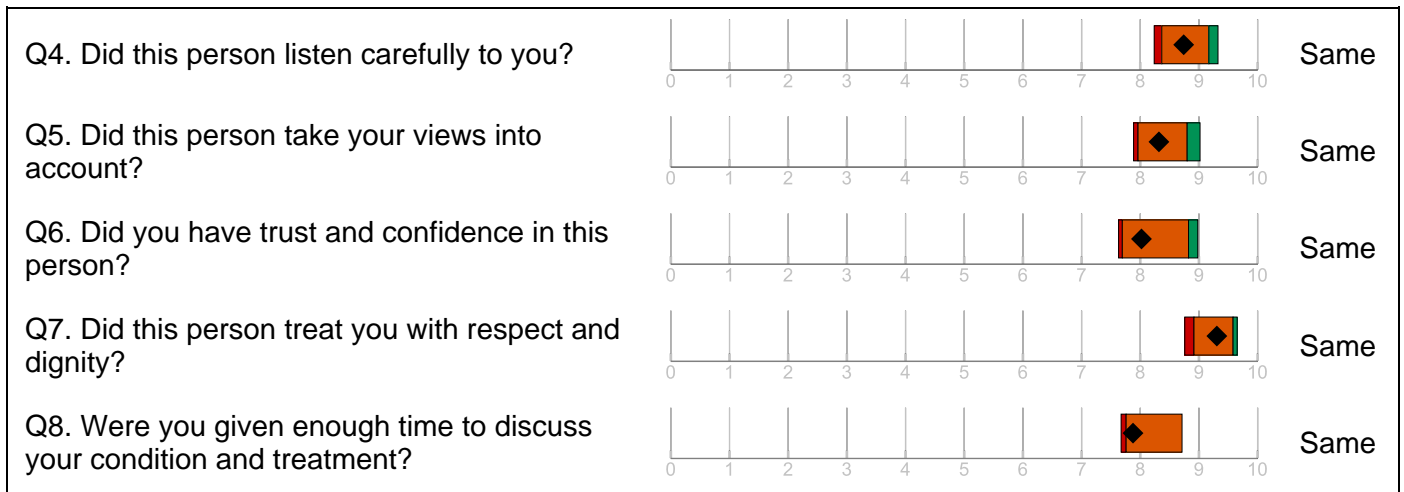 Q4. Did this person listen carefully to you?
Same
0 1 2 3 4 5 6 7 8 9 10
Q5. Did this person take your views into
account?
Same
0 1 2 3 4 5 6 7 8 9 10
Q6. Did you have trust and confidence in this
person?
Same
0 1 2 3 4 5 6 7 8 9 10
Q7. Did this person treat you with respect and
dignity?
Same
0 1 2 3 4 5 6 7 8 9 10
Q8. Were you given enough time to discuss
your condition and treatment?
Same
0 1 2 3 4 5 6 7 8 9 10